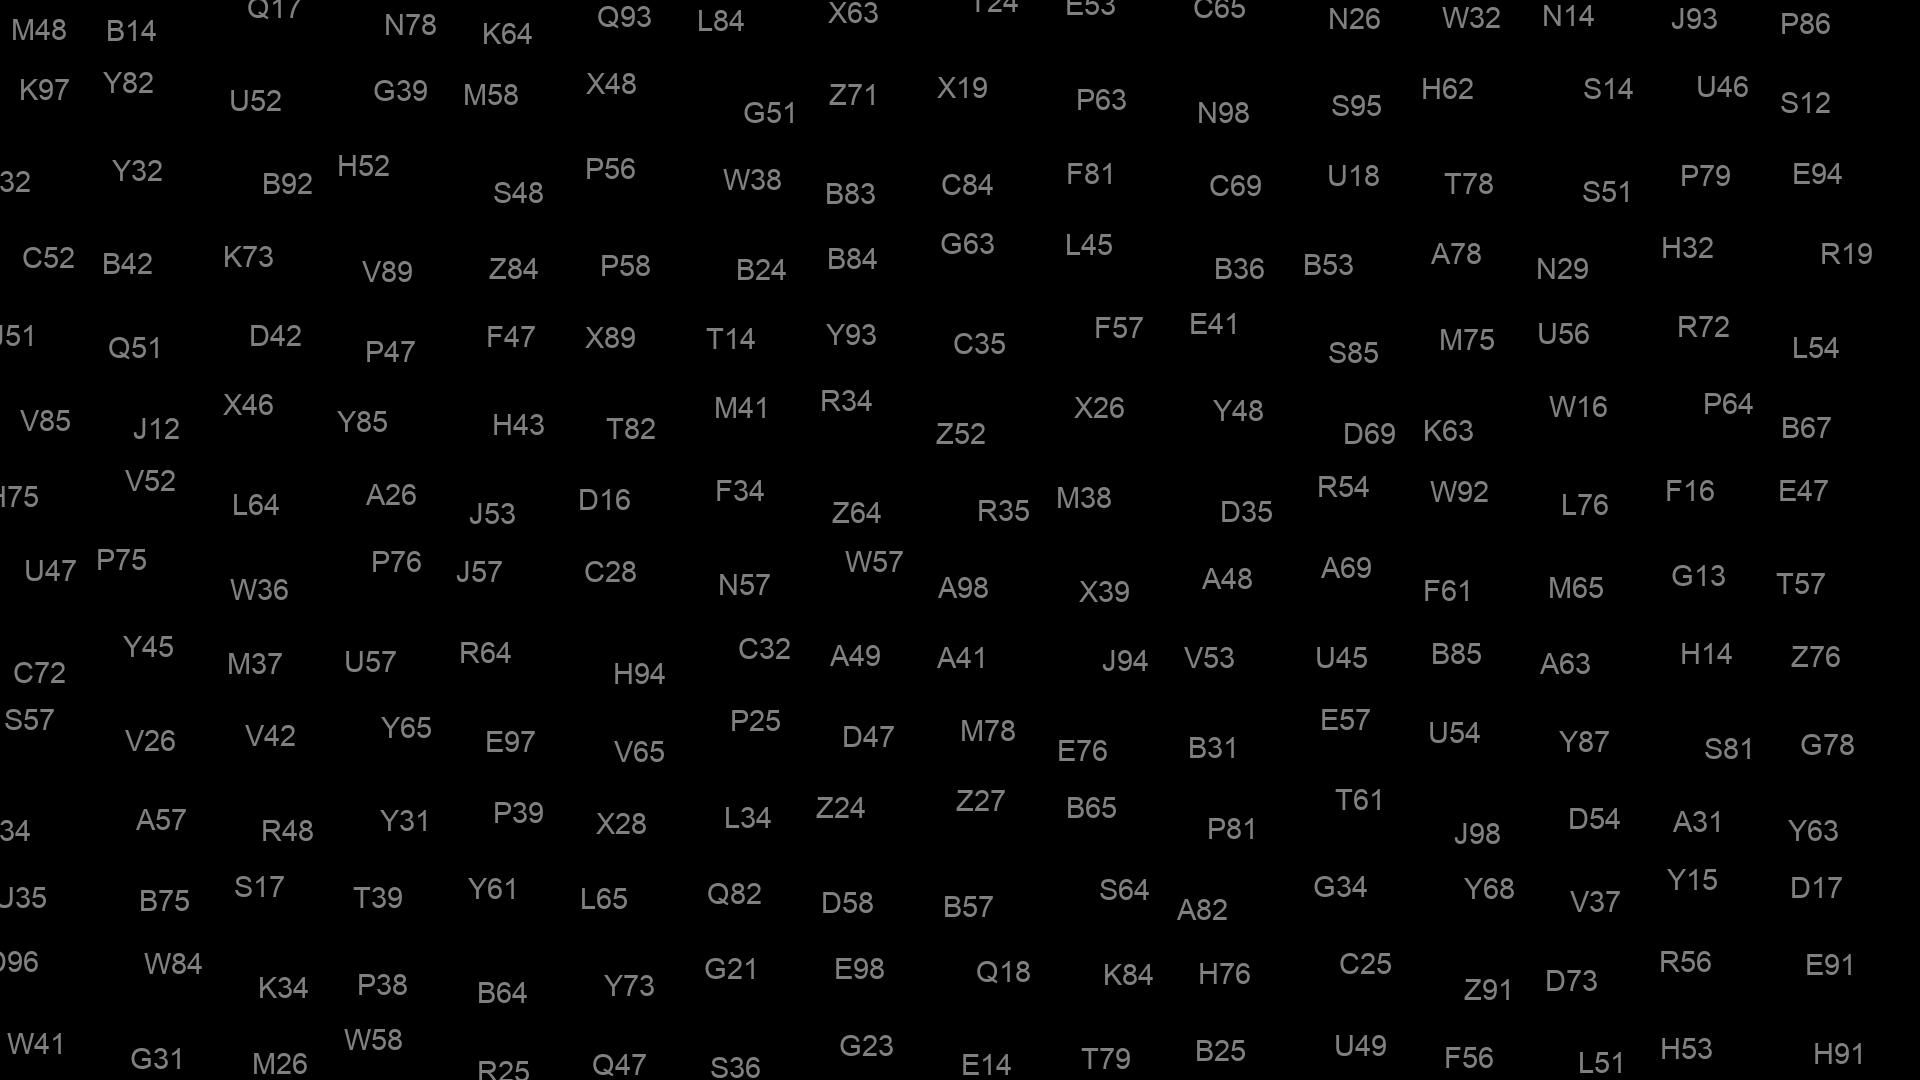 M48 B14 Q17 N78 K64 Q93 L84 X63 T24 E53 C65 N26 W32 N14 J93 P86
K97 Y82 U52 G39 M58 X48 G51 Z71 X19 P63 N98 S95 H62 S14 U46 S12
32 Y32 B92 H52 S48 P56 W38 B83 C84 F81 C69 U18 T78 S51 P79 E94
C52 B42 K73 V89 Z84 P58 B24 B84 G63 L45 B36 B53 A78 N29 H32 R19
51 Q51 D42 P47 F47 X89 T14 Y93 C35 F57 E41 S85 M75 U56 R72 L54
V85 J12 X46 Y85 H43 T82 M41 R34 Z52 X26 Y48 D69 K63 W16 P64 B67
H75 V52 L64 A26 J53 D16 F34 Z64 R35 M38 D35 R54 W92 L76 F16 E47
U47 P75 W36 P76 J57 C28 N57 W57 A98 X39 A48 A69 F61 M65 G13 T57
C72 Y45 M37 U57 R64 H94 C32 A49 A41 J94 V53 U45 B85 A63 H14 Z76
S57 V26 V42 Y65 E97 V65 P25 D47 M78 E76 B31 E57 U54 Y87 S81 G78
34 A57 R48 Y31 P39 X28 L34 Z24 Z27 B65 P81 T61 J98 D54 A31 Y63
U35 B75 S17 T39 Y61 L65 Q82 D58 B57 S64 A82 G34 Y68 V37 Y15 D17
96 W84 K34 P38 B64 Y73 G21 E98 Q18 K84 H76 C25 Z91 D73 R56 E91
W41 G31 M26 W58 R25 Q47 S36 G23 E14 T79 B25 U49 F56 L51 H53 H91